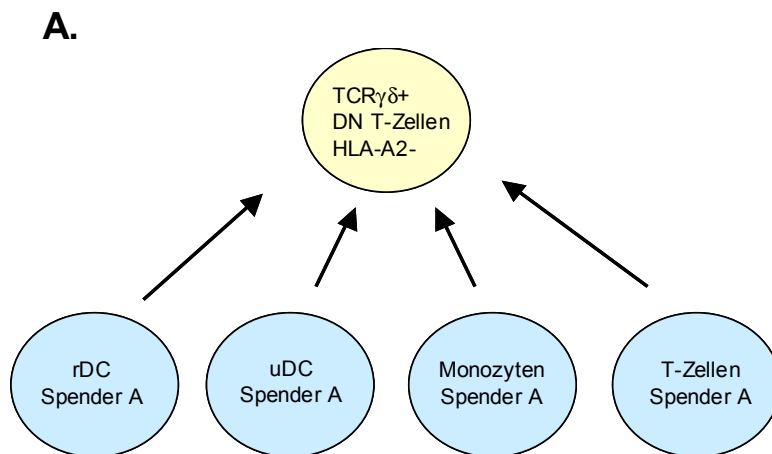 A.
TCRγδ+
DN T-Zellen
HLA-A2-
rDC
Spender A
uDC
Spender A
Monozyten
Spender A
T-Zellen
Spender A